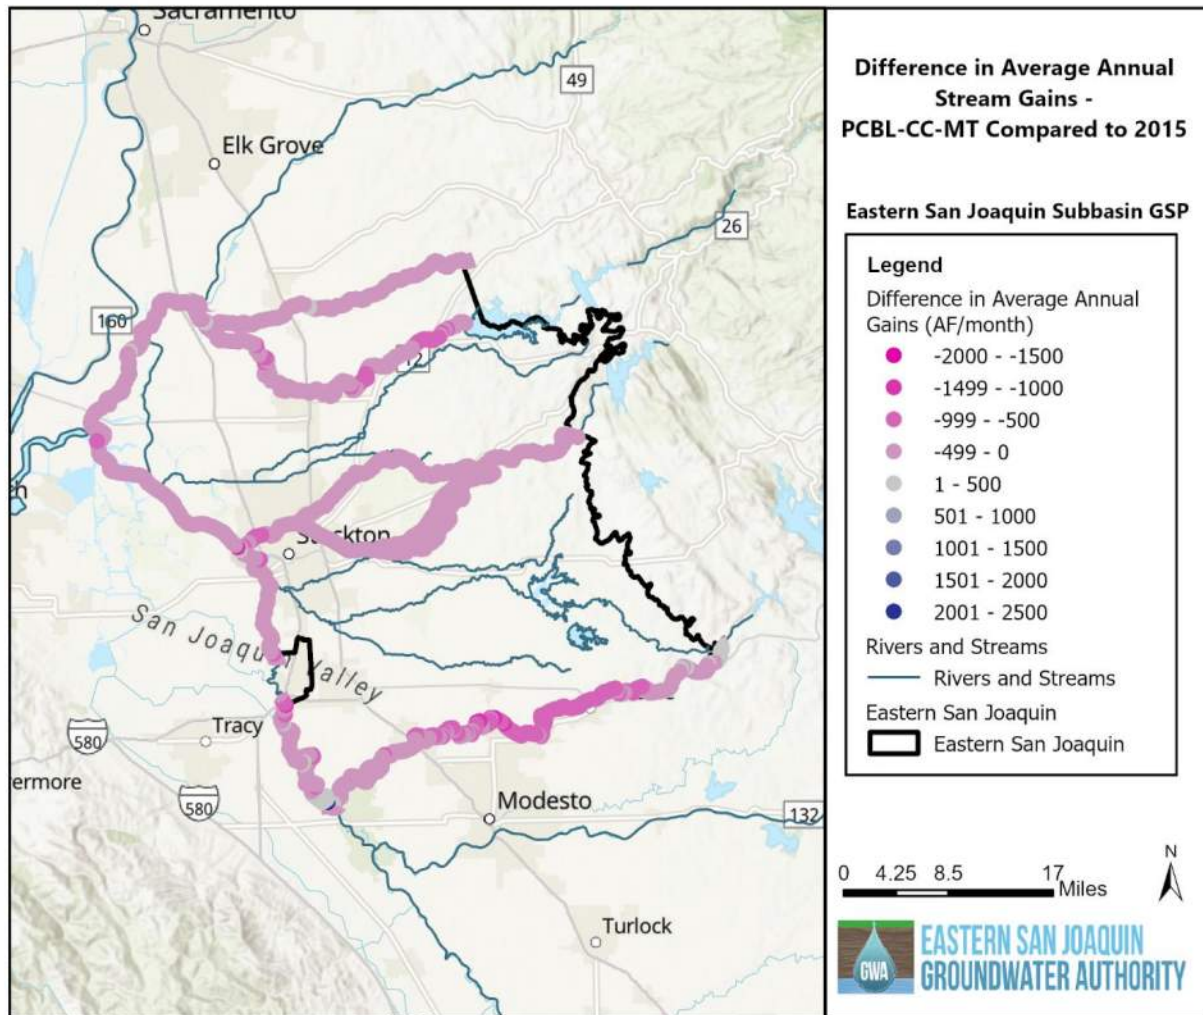 Sacramento
49
Elk Grove
26
160
12
Stockton
San Joaquin Valley
Tracy
580
ermore
580
Modesto
132
Turlock
Difference in Average Annual
Stream Gains -
PCBL-CC-MT Compared to 2015
Eastern San Joaquin Subbasin GSP
Legend
Difference in Average Annual
Gains (AF/month)
-2000 - -1500
-1499 - -1000
-999 - -500
-499 - 0
1 - 500
501 - 1000
1001 - 1500
1501 - 2000
2001 - 2500
Rivers and Streams
Rivers and Streams
Eastern San Joaquin
Eastern San Joaquin
N
0 4.25 8.5 17
Miles
GWA
EASTERN SAN JOAQUIN
GROUNDWATER AUTHORITY